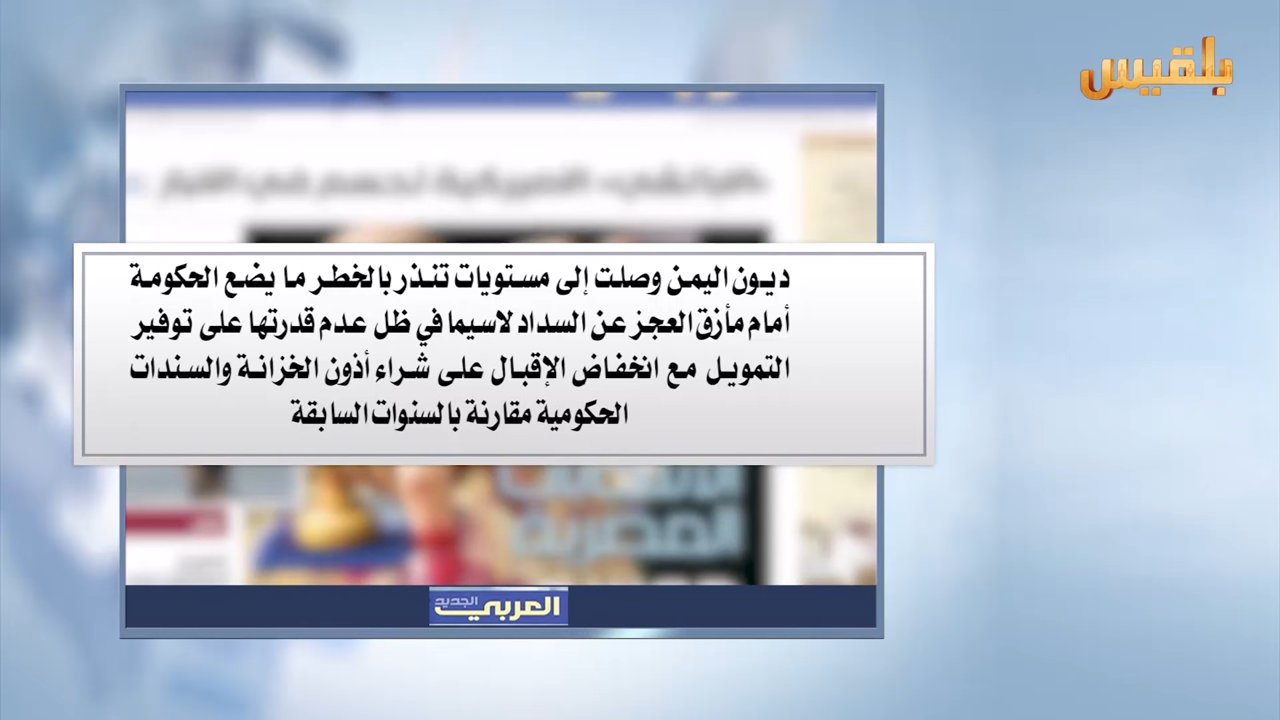 بلقيس
ديون اليمن وصلت إلى مستويات تنذر بالخطر ما يضع الحكومة
أمام مأزق العجز عن السداد لاسيما في ظل عدم قدرتها على توفير
التمويل مع انخفاض الإقبال على شراء أذون الخزانة والسندات
الحكومية مقارنة بالسنوات السابقة
المصرية
العربي الجديد